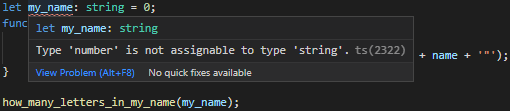 let my_name: string = 0;
func
let my_name: string
Type 'number' is not assignable to type 'string'. ts(2322)
+ name + '"');
View Problem (Alt+F8) No quick fixes available
}
how_many_letters_in_my_name(my_name);